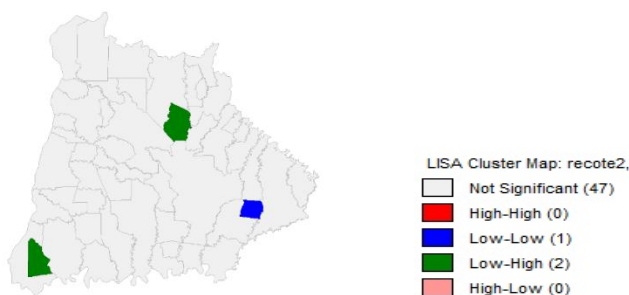 LISA Cluster Map: recote2,
Not Significant (47)
High-High (0)
Low-Low (1)
Low-High (2)
High-Low (0)